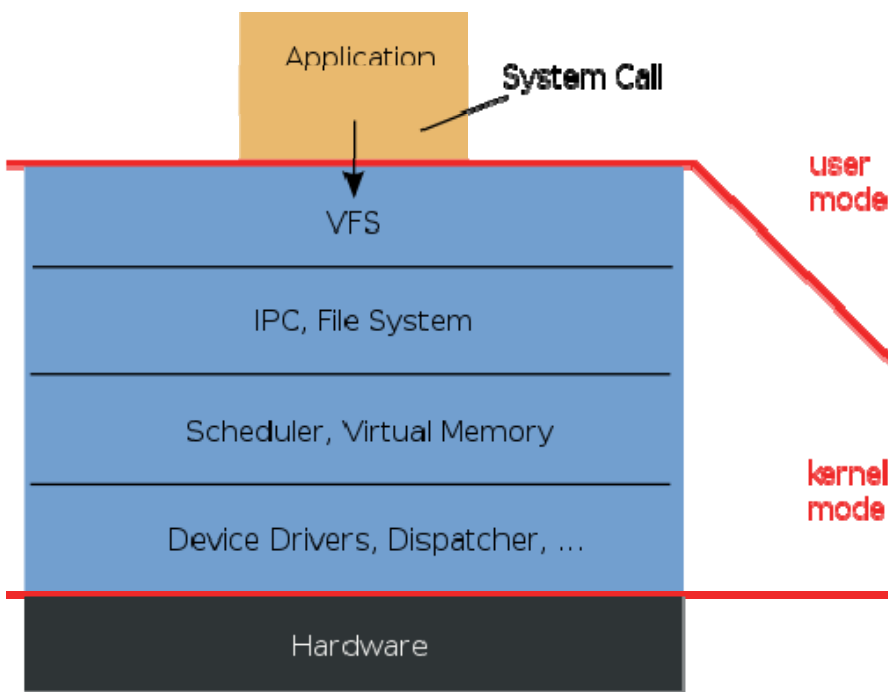 Application
System Call
user
mode
VFS
IPC, File System
Scheduler, Virtual Memory
kernel
mode
Device Drivers, Dispatcher, ...
Hardware